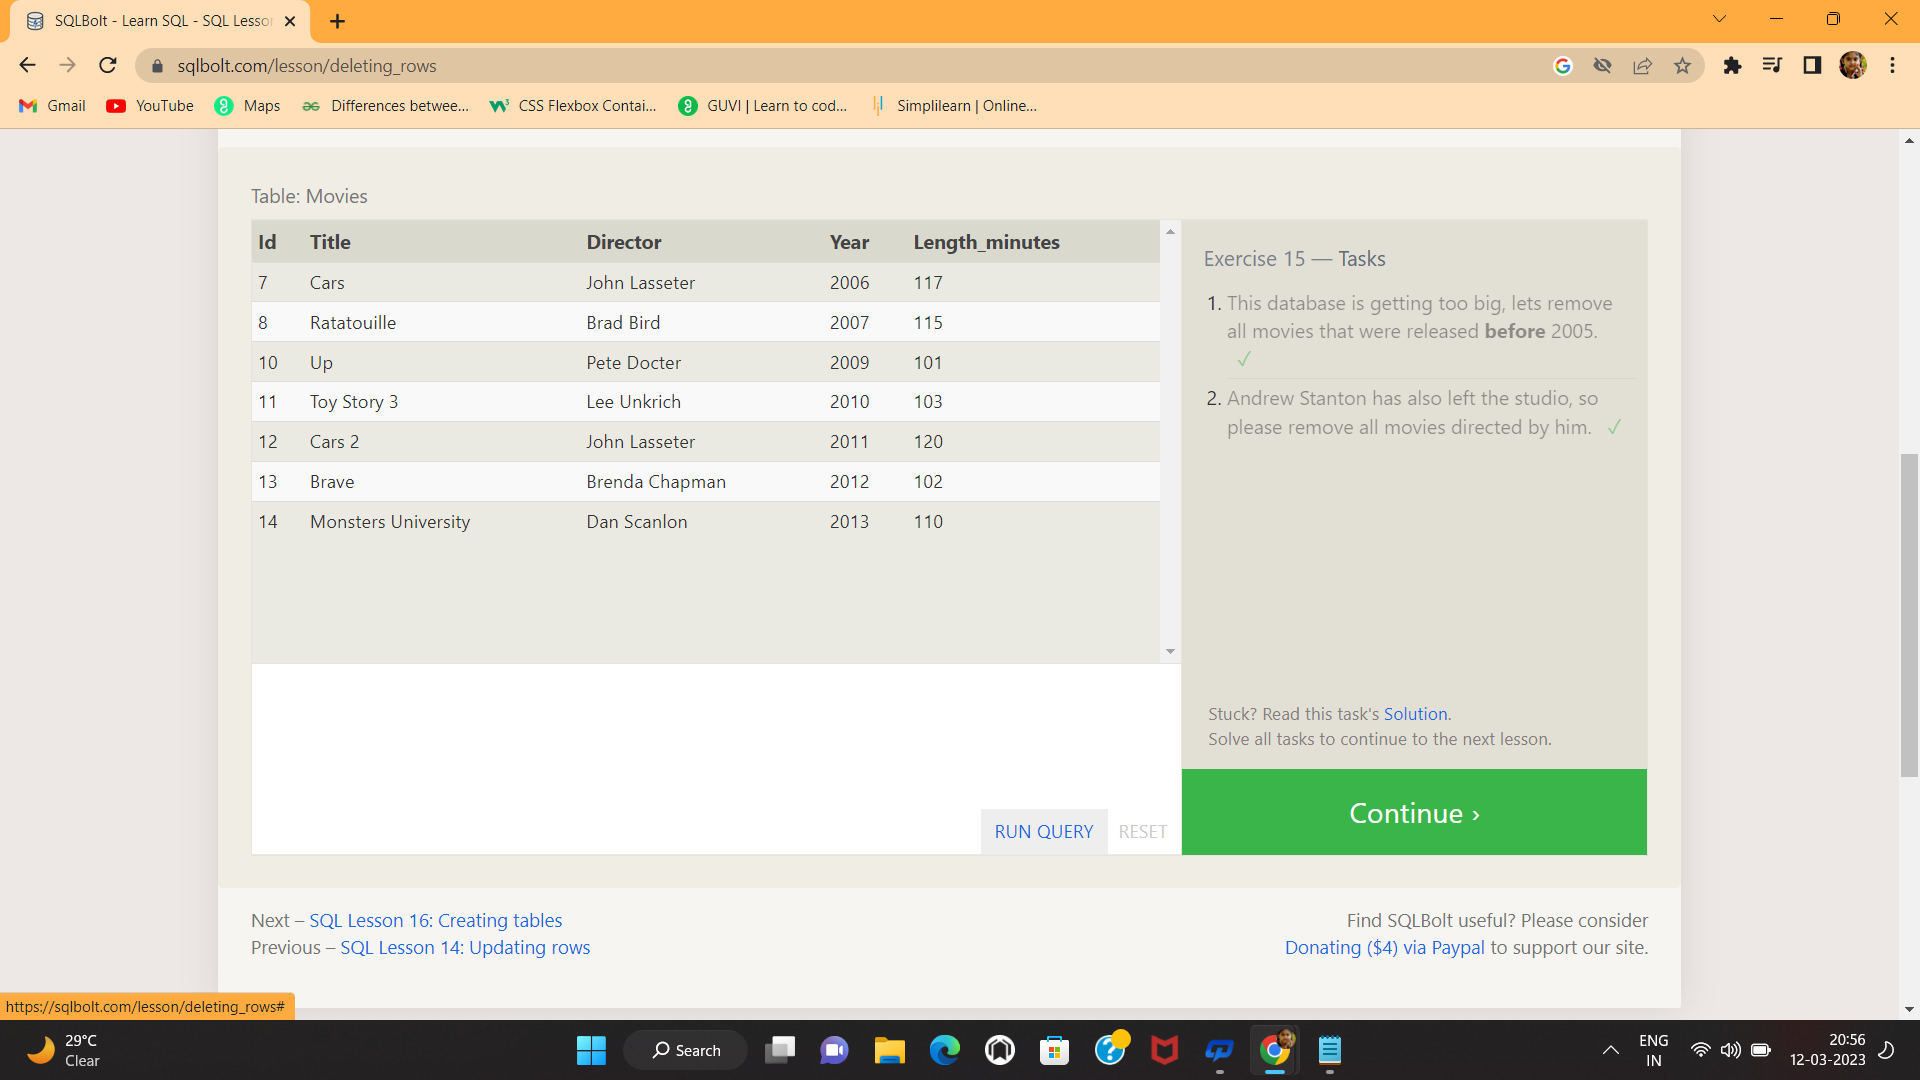 SQLBolt - Learn SQL - SQL Lesson
sqlbolt.com/lesson/deleting_rows
Gmail YouTube Maps Differences betwee... CSS Flexbox Contai... GUVI | Learn to cod... Simplilearn | Online...
Table: Movies
Id Title Director Year Length_minutes
7 Cars John Lasseter 2006 117
8 Ratatouille Brad Bird 2007 115
10 Up Pete Docter 2009 101
11 Toy Story 3 Lee Unkrich 2010 103
12 Cars 2 John Lasseter 2011 120
13 Brave Brenda Chapman 2012 102
14 Monsters University Dan Scanlon 2013 110
Exercise 15 — Tasks
1. This database is getting too big, lets remove
all movies that were released before 2005.
✓
2. Andrew Stanton has also left the studio, so
please remove all movies directed by him. ✓
Stuck? Read this task's Solution.
Solve all tasks to continue to the next lesson.
RUN QUERY RESET
Continue ›
Next – SQL Lesson 16: Creating tables
Previous – SQL Lesson 14: Updating rows
Find SQLBolt useful? Please consider
Donating ($4) via Paypal to support our site.
https://sqlbolt.com/lesson/deleting_rows#
29°C
Clear
Search
ENG
IN
20:56
12-03-2023